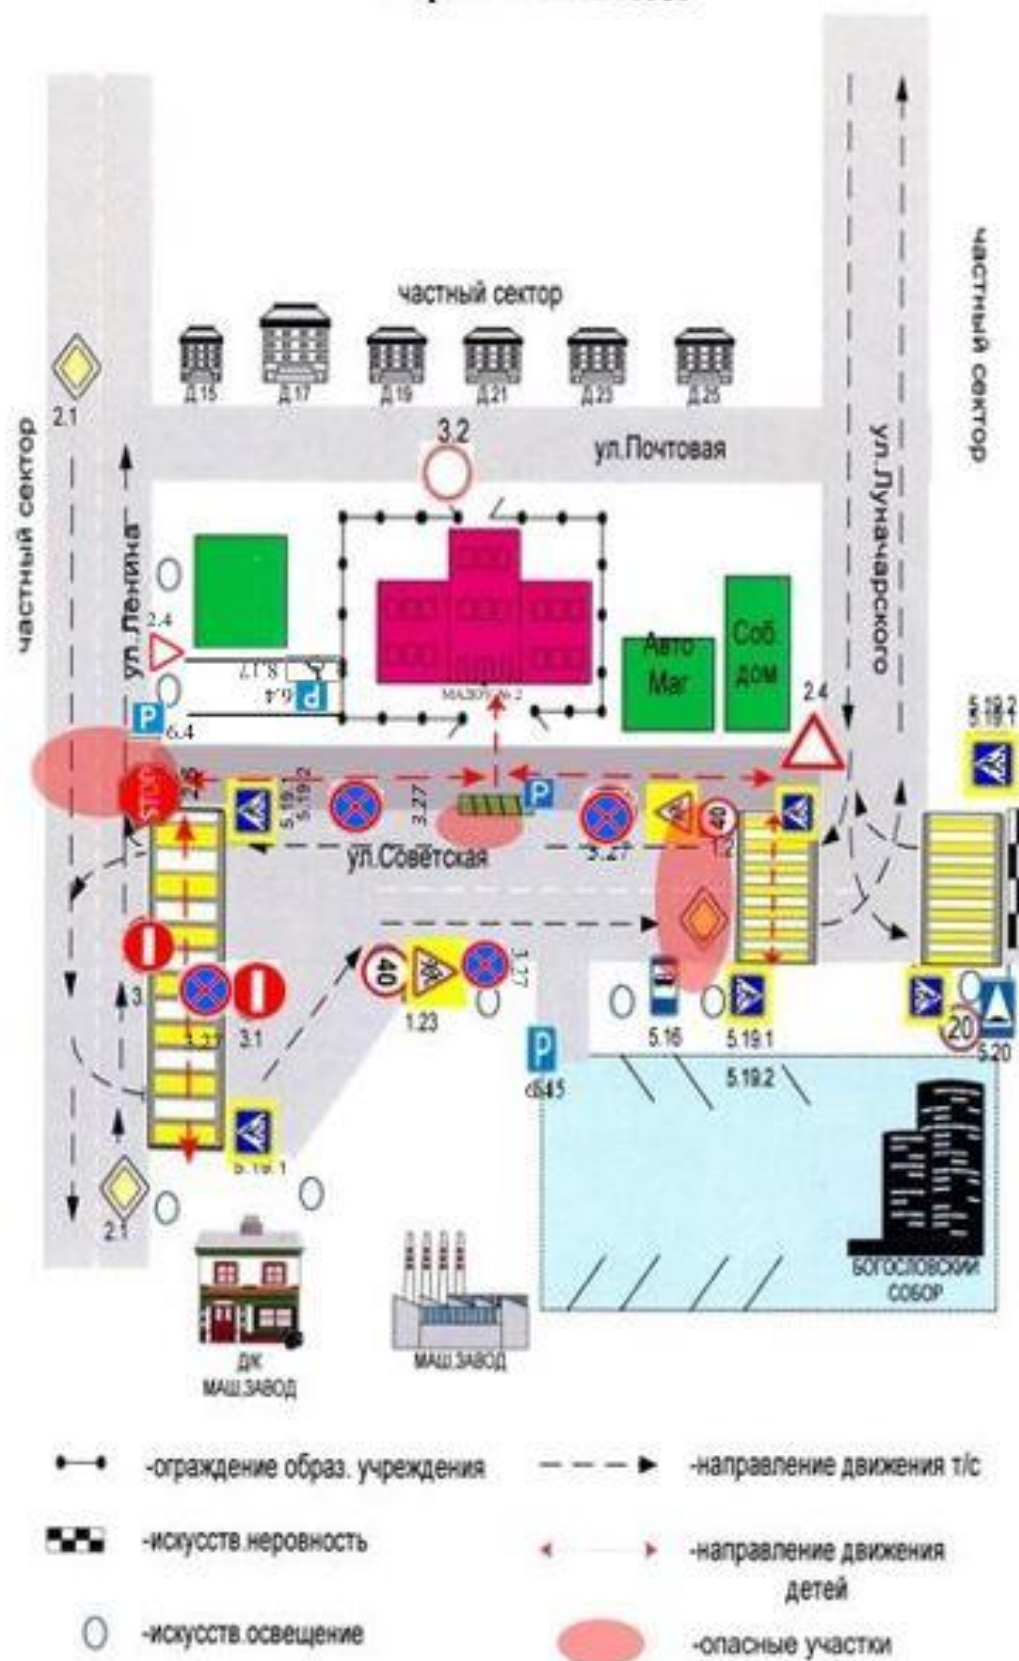 частный сектор
частный сектор
Д.15
Д.17
Д.19
Д.21
Д.23
Д.25
2.1
3.2
ул.Почтовая
частный сектор
ул.Ленина
ул.Луначарского
2.4
8.17
6.4
Р
Р
6.4
Авто
Маг
Соб.
дом
2.4
5.19.2
5.19.1
5.19.1
5.19.2
3.27
Р
3.27
40
1.2
ул.Советская
40
1.23
3.27
3.27
3.1
5.16
5.19.1
5.19.2
20
5.20
Р
5.19.1
2.1
БОГОСЛОВСКИЙ
СОБОР
ДК
МАШ.ЗАВОД
МАШ.ЗАВОД
-ограждение образ. учреждения
-направление движения т/с
-искусств.неровность
-направление движения
детей
-искусств.освещение
-опасные участки